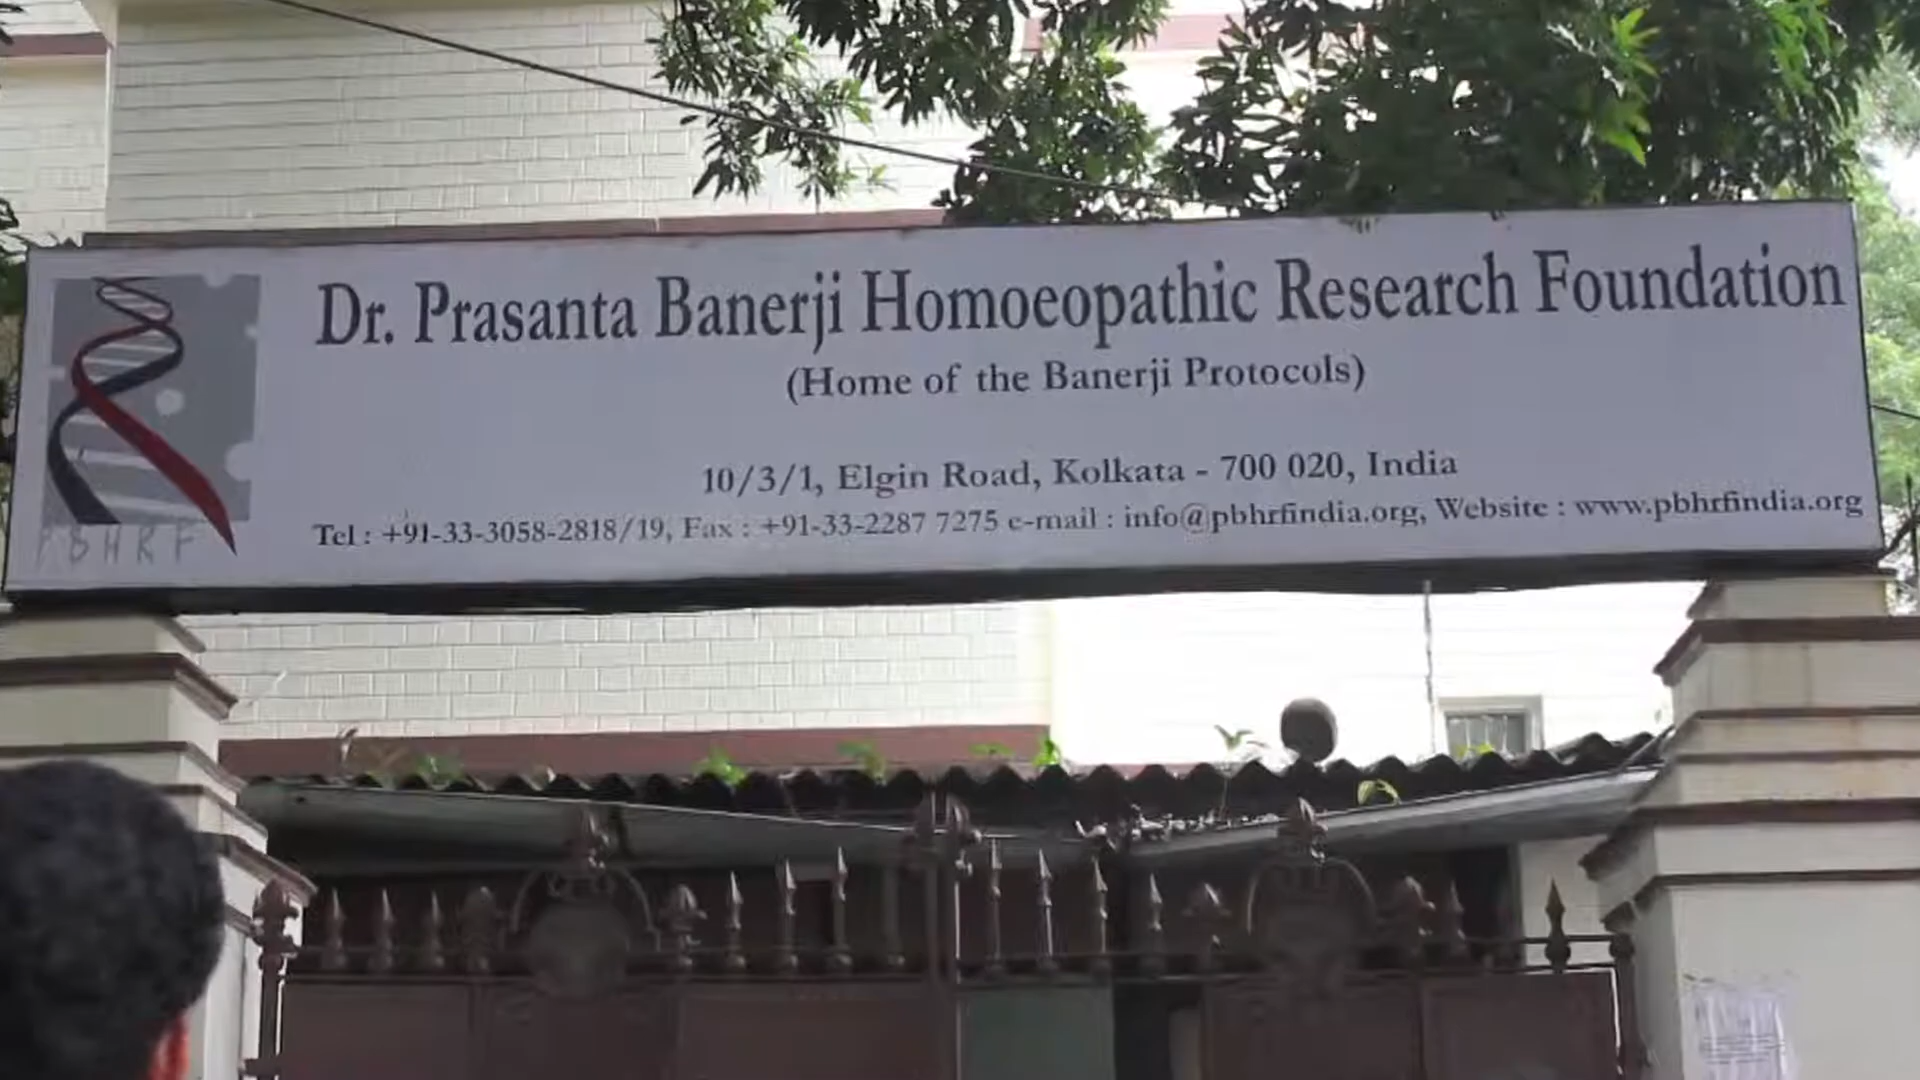 Dr. Prasanta Banerji Homoeopathic Research Foundation
(Home of the Banerji Protocols)
10/3/1, Elgin Road, Kolkata - 700 020, India
Tel : +91-33-3058-2818/19, Fax : +91-33-2287 7275 e-mail : info@pbhrfindia.org, Website : www.pbhrfindia.org
PBHRF